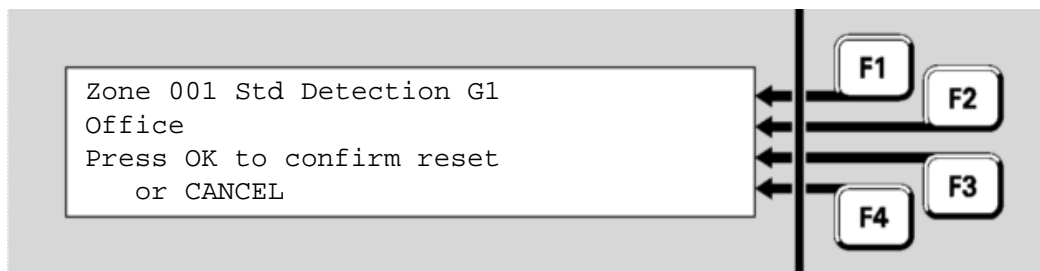 Zone 001 Std Detection G1
Office
Press OK to confirm reset
or CANCEL
F1
F2
F3
F4